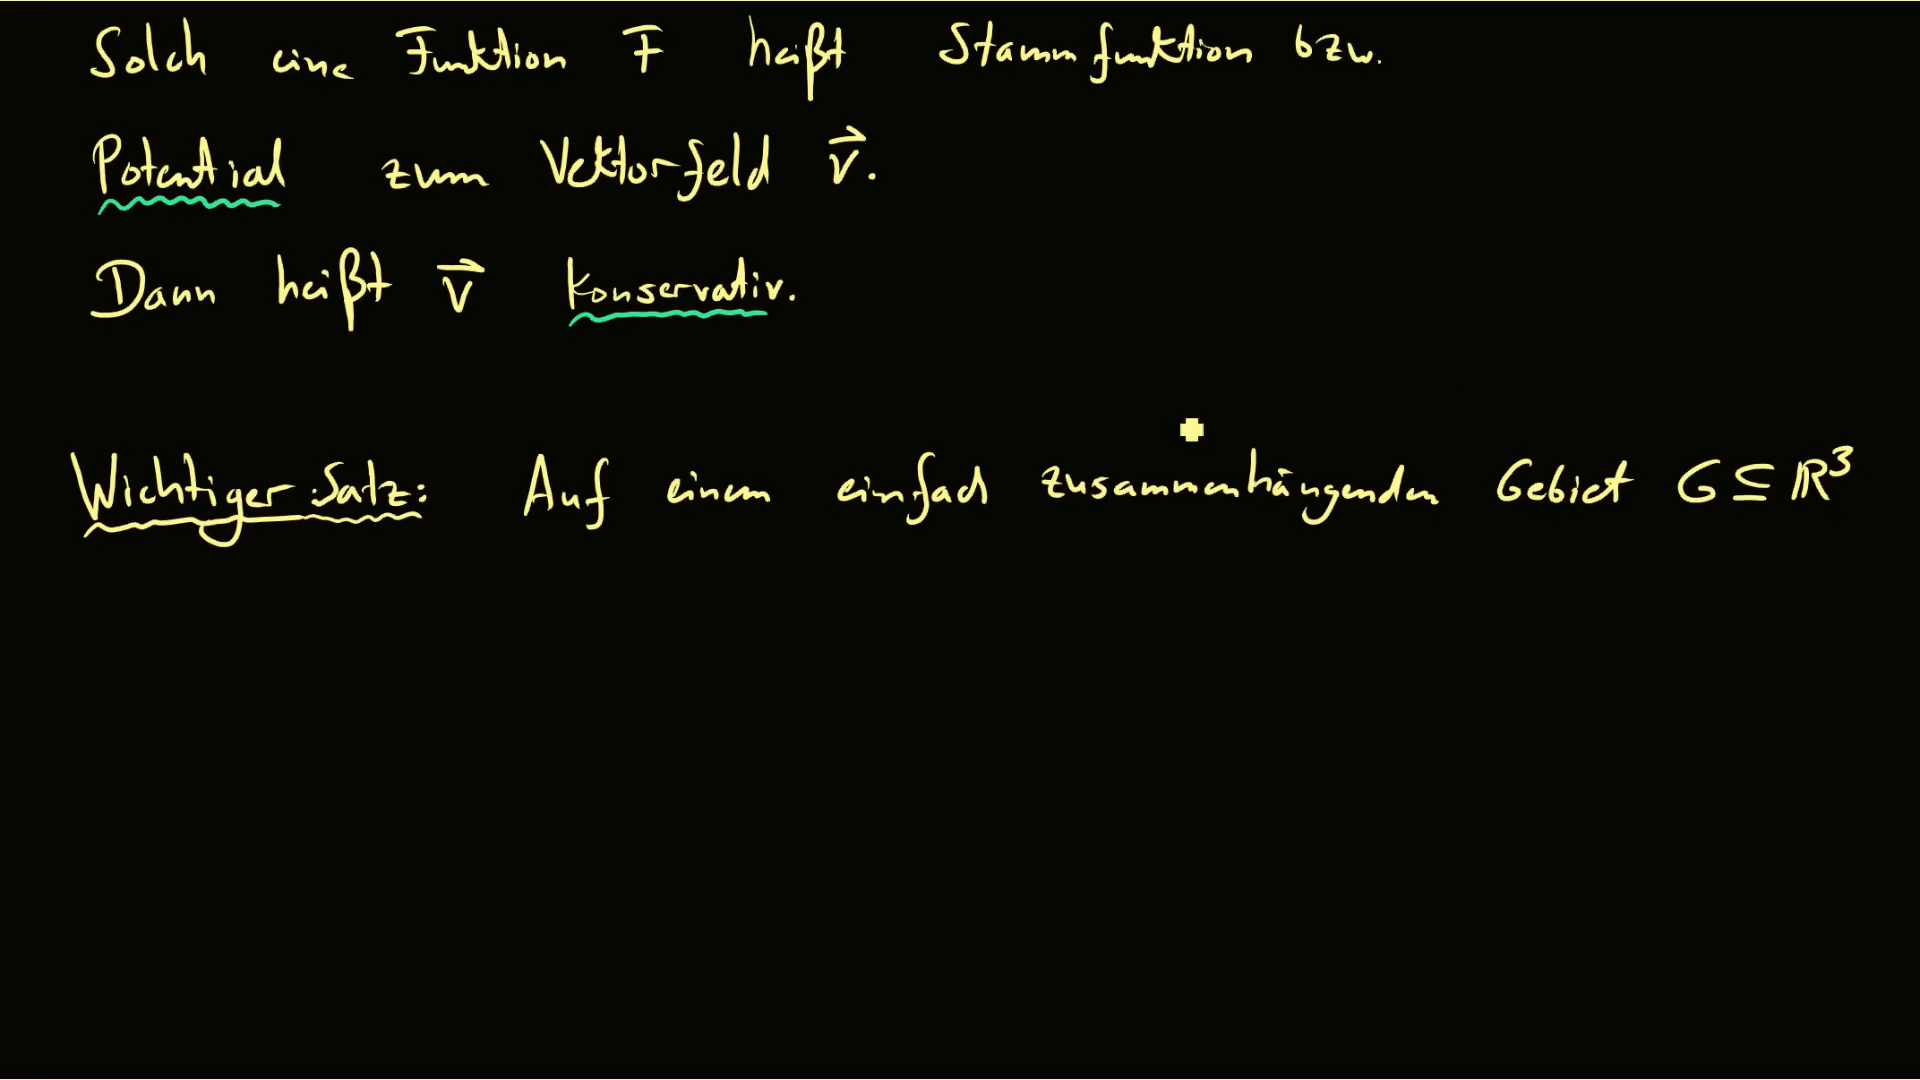 Solch eine Funktion F heißt Stammfunktion bzw.
Potential zum Vektorfeld v⃗.
Dann heißt v⃗ konservativ.
Wichtiger Satz: Auf einem einfach zusammenhängenden Gebiet G ⊆ ℝ³